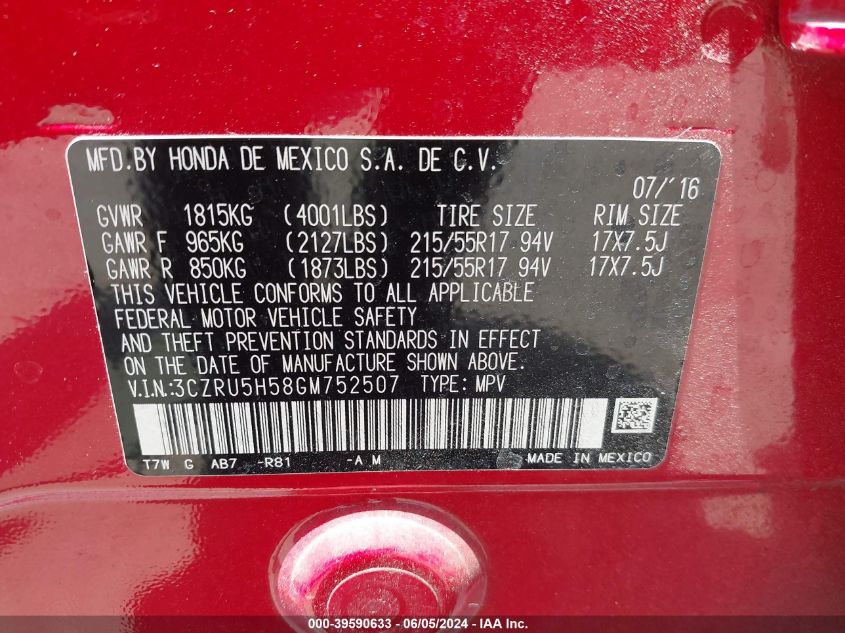 MFD.BY HONDA DE MEXICO S.A. DE C.V.
07/'16
GVWR 1815KG (4001LBS) TIRE SIZE RIM SIZE
GAWR F 965KG (2127LBS) 215/55R17 94V 17X7.5J
GAWR R 850KG (1873LBS) 215/55R17 94V 17X7.5J
THIS VEHICLE CONFORMS TO ALL APPLICABLE
FEDERAL MOTOR VEHICLE SAFETY
AND THEFT PREVENTION STANDARDS IN EFFECT
ON THE DATE OF MANUFACTURE SHOWN ABOVE.
V.I.N:3CZRU5H58GM752507 TYPE: MPV
T7W G AB7 -R81 -A M MADE IN MEXICO
000-39590633 - 06/05/2024 - IAA Inc.